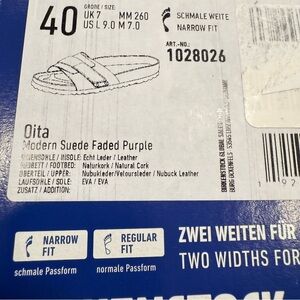 40
GRÖßE / SIZE:
UK 7 MM 260
US L 9.0 M 7.0
SCHMALE WEITE
NARROW FIT
ART.-NO.:
1028026
Oita
Modern Suede Faded Purple
INNENSOHLE / INSOLE: Echt Leder / Leather
FUßBETT / FOOTBED: Naturkork / Natural Cork
OBERTEIL / UPPER: Nubukleder/Veloursleder / Nubuck Leather
LAUFSOHLE / SOLE: EVA / EVA
ZUSATZ / ADDITION:
BIRKENSTOCK GLOBAL SALES
NARROW
FIT
schmale Passform
REGULAR
FIT
normale Passform
ZWEI WEITEN FÜR
TWO WIDTHS FOR